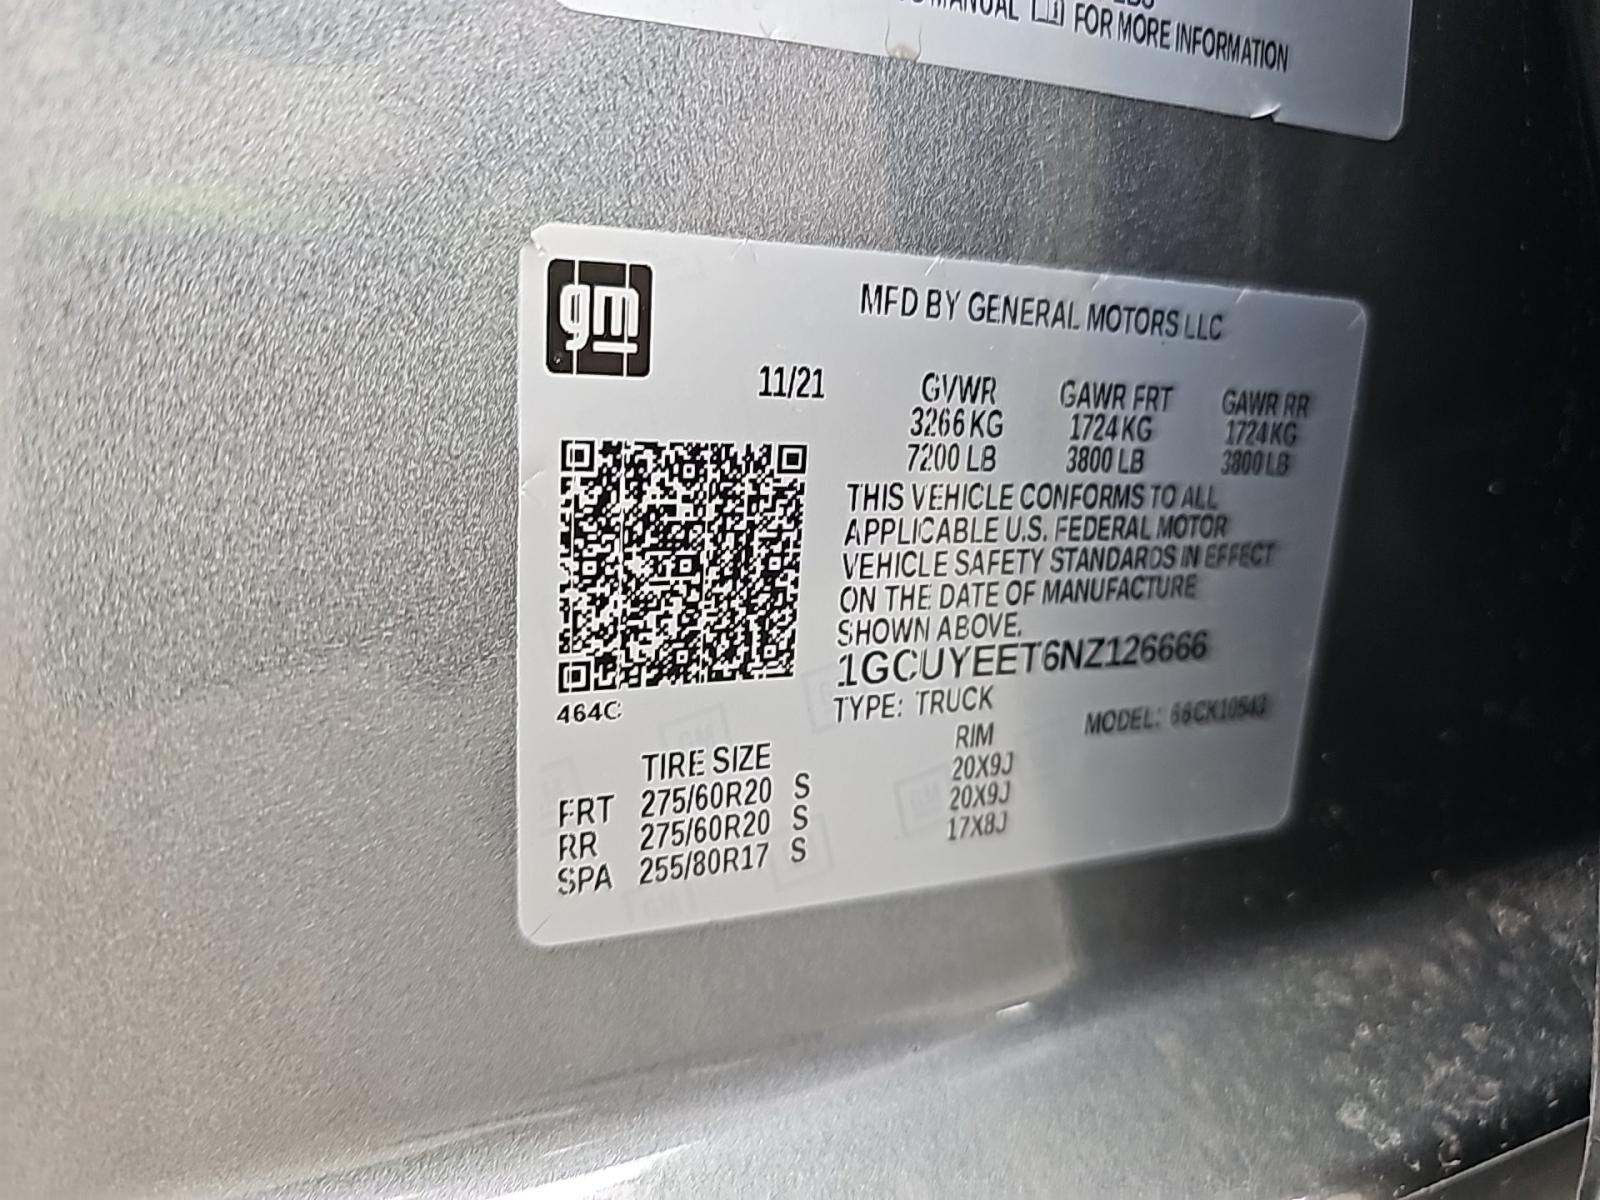 MANUAL FOR MORE INFORMATION
gm
MFD BY GENERAL MOTORS LLC
11/21 GVWR GAWR FRT GAWR RR
3266 KG 1724 KG 1724 KG
7200 LB 3800 LB 3800 LB
THIS VEHICLE CONFORMS TO ALL
APPLICABLE U.S. FEDERAL MOTOR
VEHICLE SAFETY STANDARDS IN EFFECT
ON THE DATE OF MANUFACTURE
SHOWN ABOVE.
1GCUYEET6NZ126666
464C
TYPE: TRUCK MODEL:
TIRE SIZE RIM
FRT 275/60R20 S 20X9J
RR 275/60R20 S 20X9J
SPA 255/80R17 S 17X8J